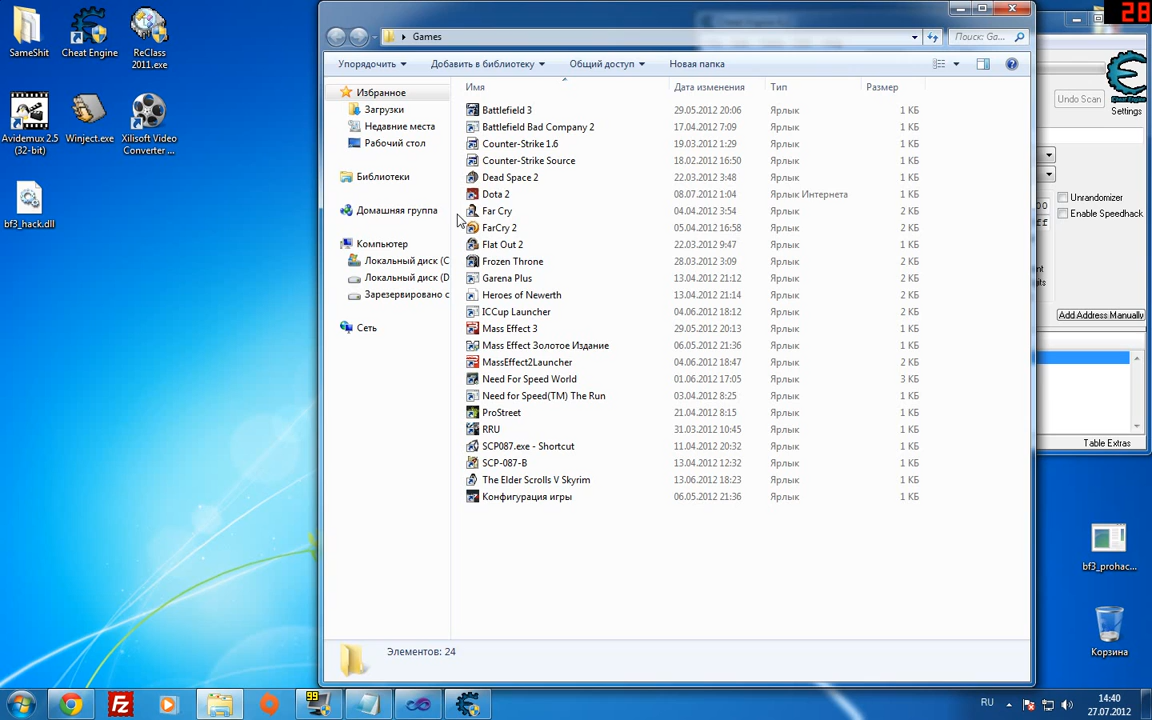 28
SameShit
Cheat Engine
ReClass
2011.exe
Avidemux 2.5
(32-bit)
Winject.exe
Xilisoft Video
Converter ...
bf3_hack.dll
Games
Поиск: Ga...
Упорядочить
Добавить в библиотеку
Общий доступ
Новая папка
Избранное
Загрузки
Недавние места
Рабочий стол
Библиотеки
Домашняя группа
Компьютер
Локальный диск (C
Локальный диск (D
Зарезервировано с
Сеть
Имя Дата изменения Тип Размер
Battlefield 3 29.05.2012 20:06 Ярлык 1 КБ
Battlefield Bad Company 2 17.04.2012 7:09 Ярлык 1 КБ
Counter-Strike 1.6 19.03.2012 1:29 Ярлык 1 КБ
Counter-Strike Source 18.02.2012 16:50 Ярлык 1 КБ
Dead Space 2 22.03.2012 3:48 Ярлык 1 КБ
Dota 2 08.07.2012 1:04 Ярлык Интернета 1 КБ
Far Cry 04.04.2012 3:54 Ярлык 2 КБ
FarCry 2 05.04.2012 16:58 Ярлык 2 КБ
Flat Out 2 22.03.2012 9:47 Ярлык 1 КБ
Frozen Throne 28.03.2012 3:09 Ярлык 2 КБ
Garena Plus 13.04.2012 21:12 Ярлык 2 КБ
Heroes of Newerth 13.04.2012 21:14 Ярлык 2 КБ
ICCup Launcher 04.06.2012 18:12 Ярлык 2 КБ
Mass Effect 3 29.05.2012 20:13 Ярлык 1 КБ
Mass Effect Золотое Издание 06.05.2012 21:36 Ярлык 1 КБ
MassEffect2Launcher 04.06.2012 18:47 Ярлык 2 КБ
Need For Speed World 01.06.2012 17:05 Ярлык 3 КБ
Need for Speed(TM) The Run 03.04.2012 8:25 Ярлык 1 КБ
ProStreet 21.04.2012 8:15 Ярлык 1 КБ
RRU 31.03.2012 10:45 Ярлык 1 КБ
SCP087.exe - Shortcut 11.04.2012 20:32 Ярлык 1 КБ
SCP-087-B 13.04.2012 12:32 Ярлык 1 КБ
The Elder Scrolls V Skyrim 13.06.2012 18:23 Ярлык 1 КБ
Конфигурация игры 06.05.2012 21:36 Ярлык 1 КБ
Элементов: 24
Undo Scan
Settings
Unrandomizer
Enable Speedhack
Add Address Manually
Table Extras
bf3_prohac...
Корзина
99
RU
14:40
27.07.2012